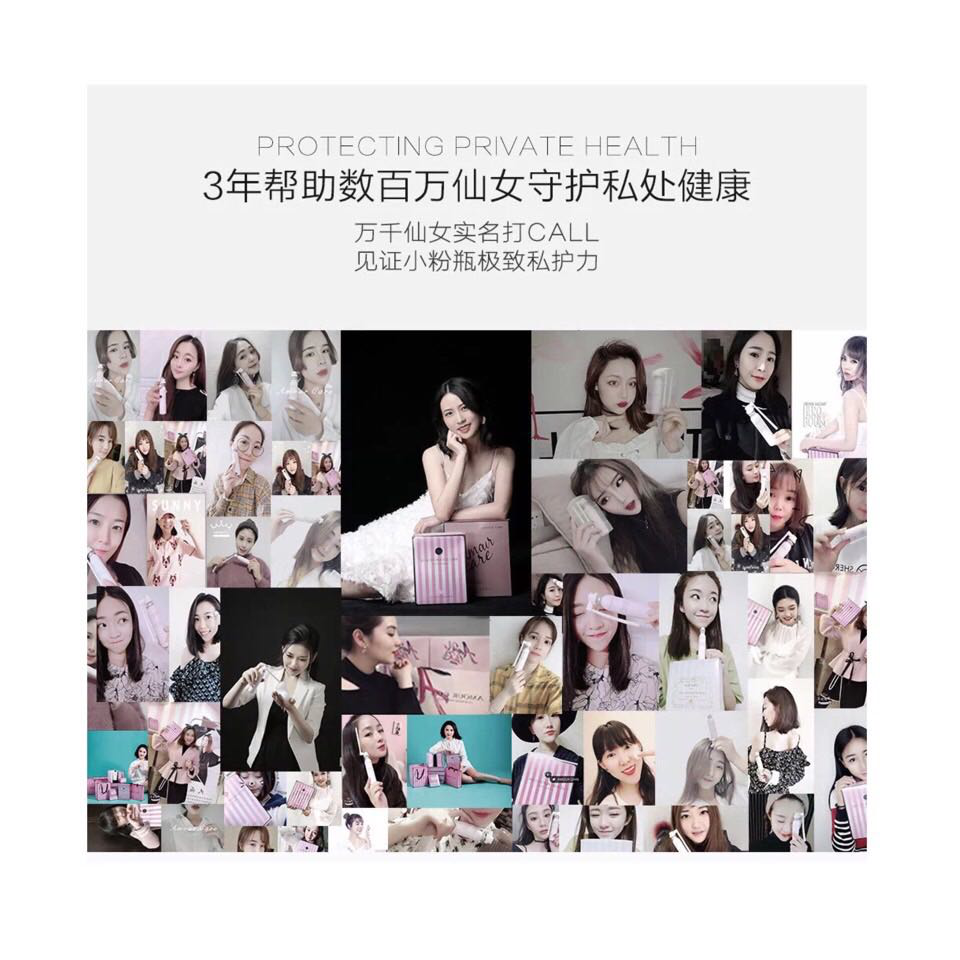 PROTECTING PRIVATE HEALTH
3年帮助数百万仙女守护私处健康
万千仙女实名打CALL
见证小粉瓶极致私护力
SUNNY